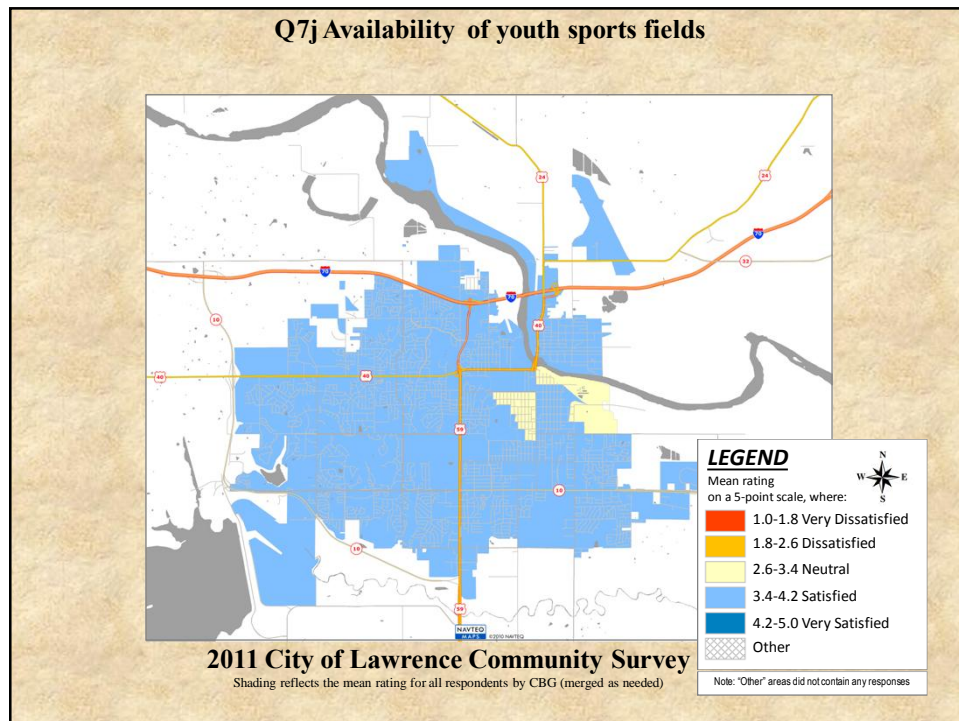 Q7j Availability of youth sports fields
24
24
70
32
70
70
10
40
40
40
59
10
10
59
NAVTEQ
MAPS
©2010 NAVTEQ
LEGEND
Mean rating
on a 5-point scale, where:
N
W E
S
1.0-1.8 Very Dissatisfied
1.8-2.6 Dissatisfied
2.6-3.4 Neutral
3.4-4.2 Satisfied
4.2-5.0 Very Satisfied
Other
2011 City of Lawrence Community Survey
Shading reflects the mean rating for all respondents by CBG (merged as needed)
Note: "Other" areas did not contain any responses